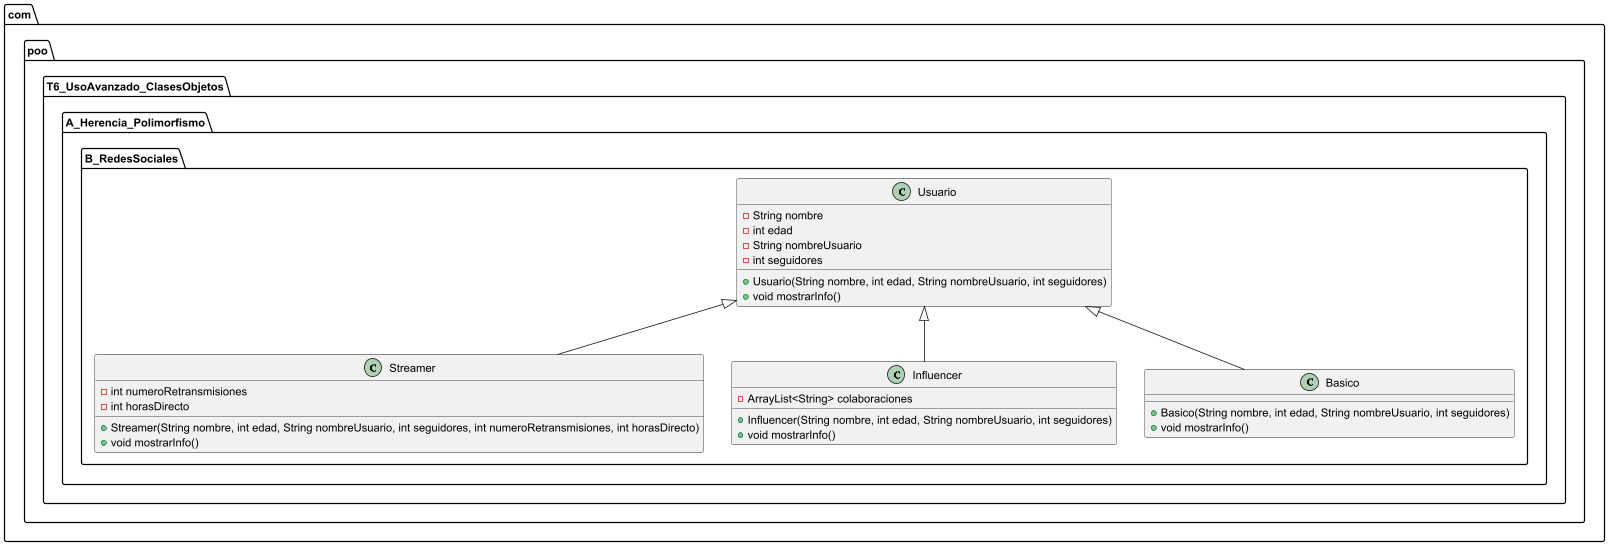 com
poo
T6_UsoAvanzado_ClasesObjetos
A_Herencia_Polimorfismo
B_RedesSociales
C Usuario
String nombre
int edad
String nombreUsuario
int seguidores
Usuario(String nombre, int edad, String nombreUsuario, int seguidores)
void mostrarInfo()
C Streamer
int numeroRetransmisiones
int horasDirecto
Streamer(String nombre, int edad, String nombreUsuario, int seguidores, int numeroRetransmisiones, int horasDirecto)
void mostrarInfo()
C Influencer
ArrayList<String> colaboraciones
Influencer(String nombre, int edad, String nombreUsuario, int seguidores)
void mostrarInfo()
C Basico
Basico(String nombre, int edad, String nombreUsuario, int seguidores)
void mostrarInfo()